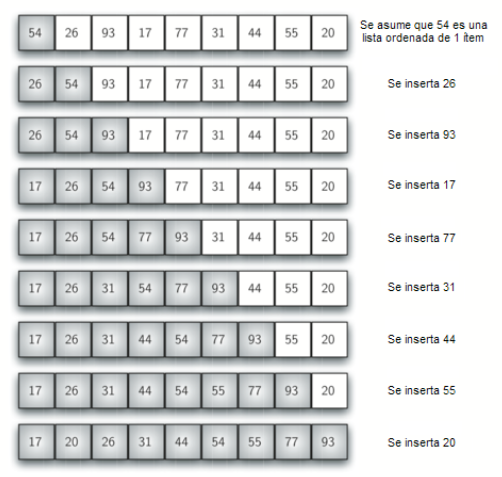 54 26 93 17 77 31 44 55 20
Se asume que 54 es una
lista ordenada de 1 ítem
26 54 93 17 77 31 44 55 20
Se inserta 26
26 54 93 17 77 31 44 55 20
Se inserta 93
17 26 54 93 77 31 44 55 20
Se inserta 17
17 26 54 77 93 31 44 55 20
Se inserta 77
17 26 31 54 77 93 44 55 20
Se inserta 31
17 26 31 44 54 77 93 55 20
Se inserta 44
17 26 31 44 54 55 77 93 20
Se inserta 55
17 20 26 31 44 54 55 77 93
Se inserta 20